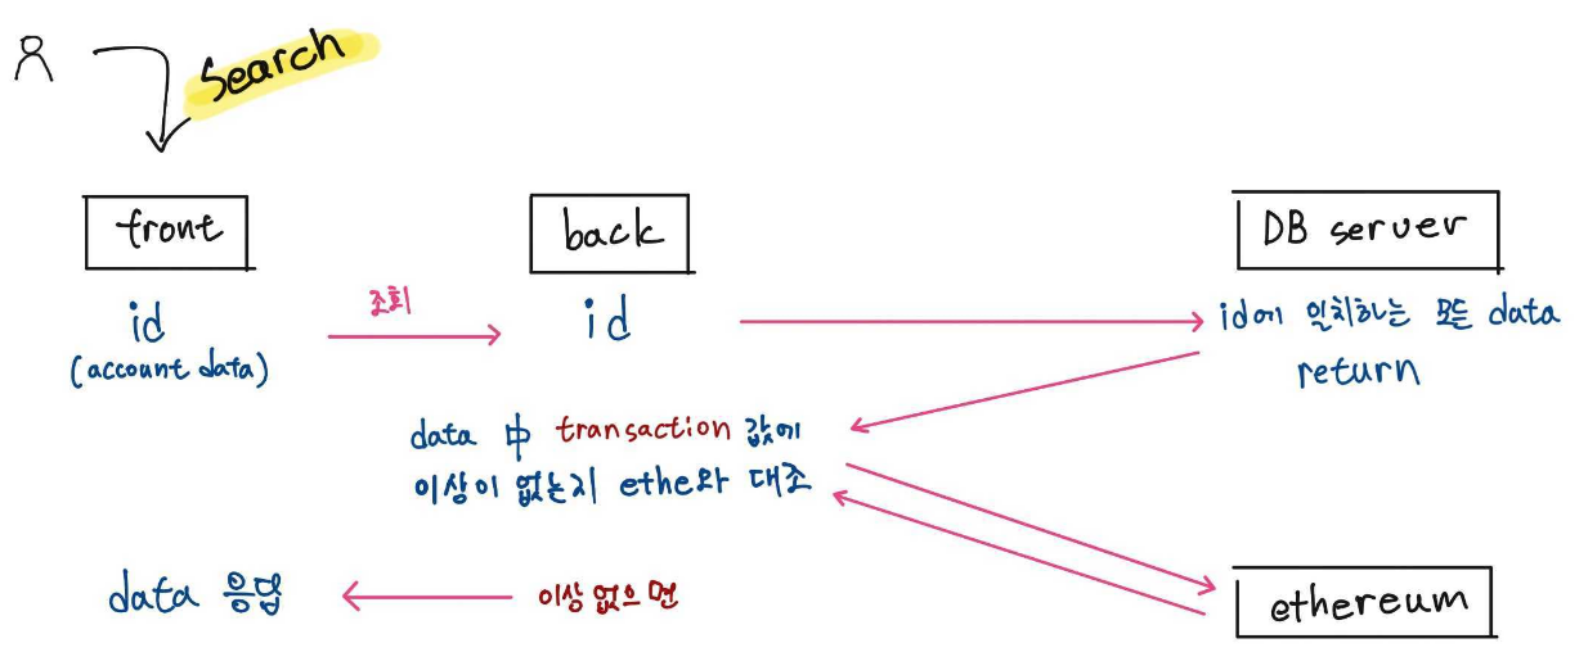 Search
front
back
DB server
id
(account data)
조회
id
id에 일치하는 모든 data
return
data 中 transaction 값에
이상이 없는지 ethe와 대조
data 응답
이상 없으면
ethereum